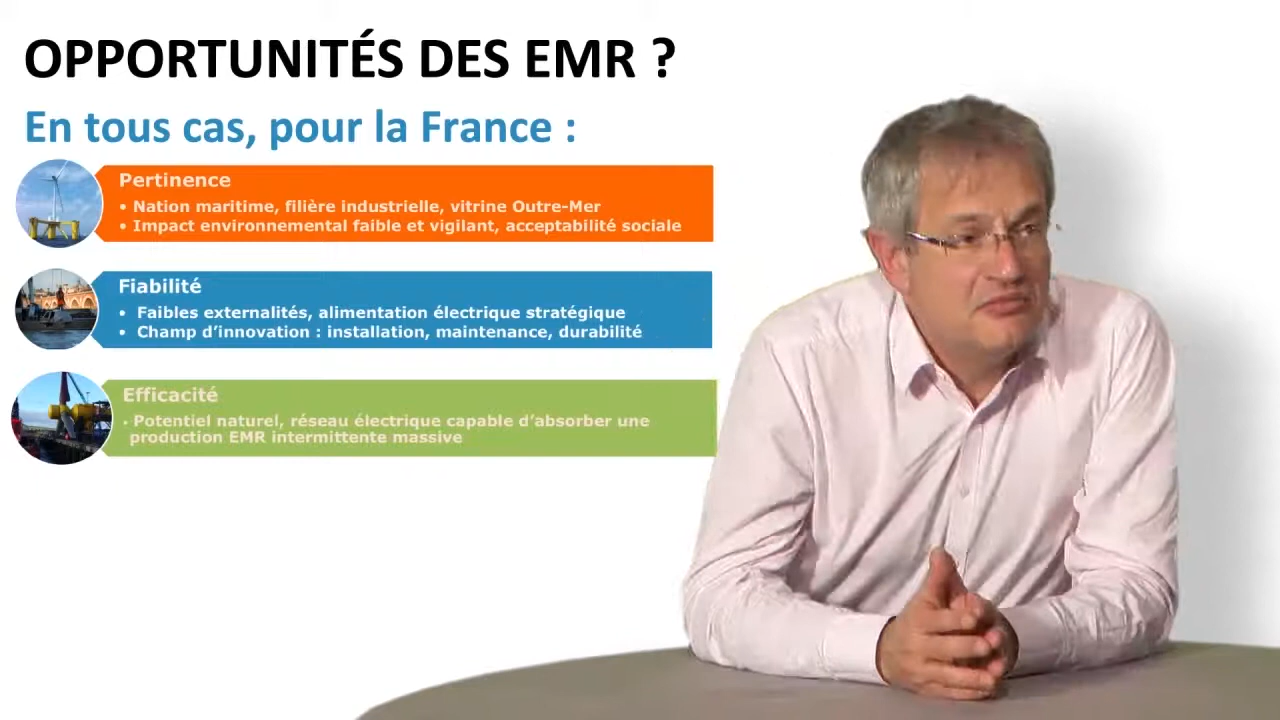 OPPORTUNITÉS DES EMR ?
En tous cas, pour la France :
Pertinence
• Nation maritime, filière industrielle, vitrine Outre-Mer
• Impact environnemental faible et vigilant, acceptabilité sociale
Fiabilité
• Faibles externalités, alimentation électrique stratégique
• Champ d’innovation : installation, maintenance, durabilité
Efficacité
• Potentiel naturel, réseau électrique capable d’absorber une
production EMR intermittente massive